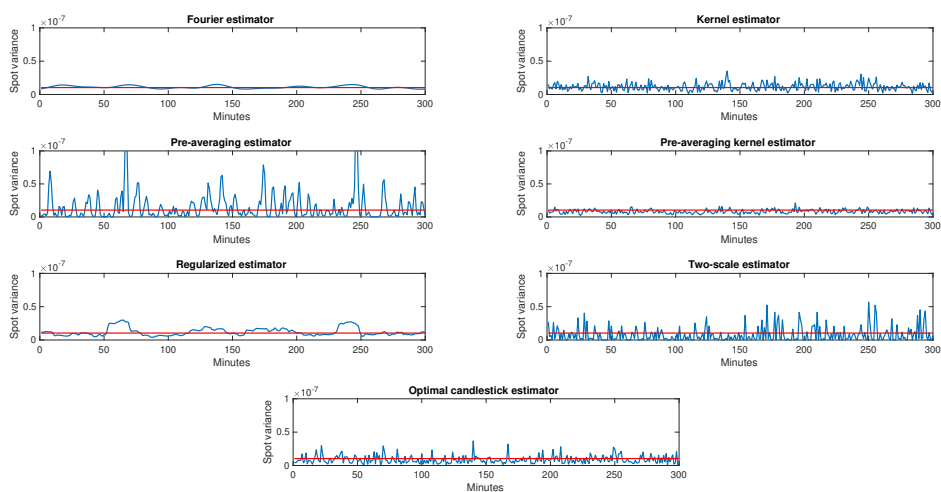 Fourier estimator
×10^-7
Spot variance
1
0.5
0
0 50 100 150 200 250 300
Minutes
Kernel estimator
×10^-7
Spot variance
1
0.5
0
0 50 100 150 200 250 300
Minutes
Pre-averaging estimator
×10^-7
Spot variance
1
0.5
0
0 50 100 150 200 250 300
Minutes
Pre-averaging kernel estimator
×10^-7
Spot variance
1
0.5
0
0 50 100 150 200 250 300
Minutes
Regularized estimator
×10^-7
Spot variance
1
0.5
0
0 50 100 150 200 250 300
Minutes
Two-scale estimator
×10^-7
Spot variance
1
0.5
0
0 50 100 150 200 250 300
Minutes
Optimal candlestick estimator
×10^-7
Spot variance
1
0.5
0
0 50 100 150 200 250 300
Minutes